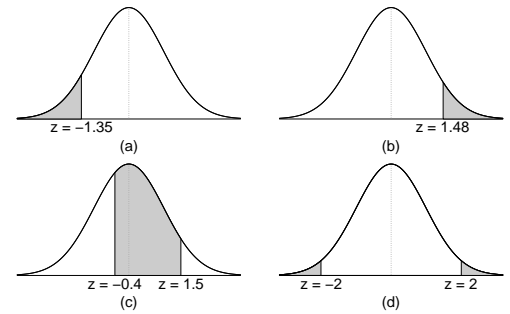 z = −1.35
z = 1.48
(a)
(b)
z = −0.4 z = 1.5
z = −2 z = 2
(c)
(d)